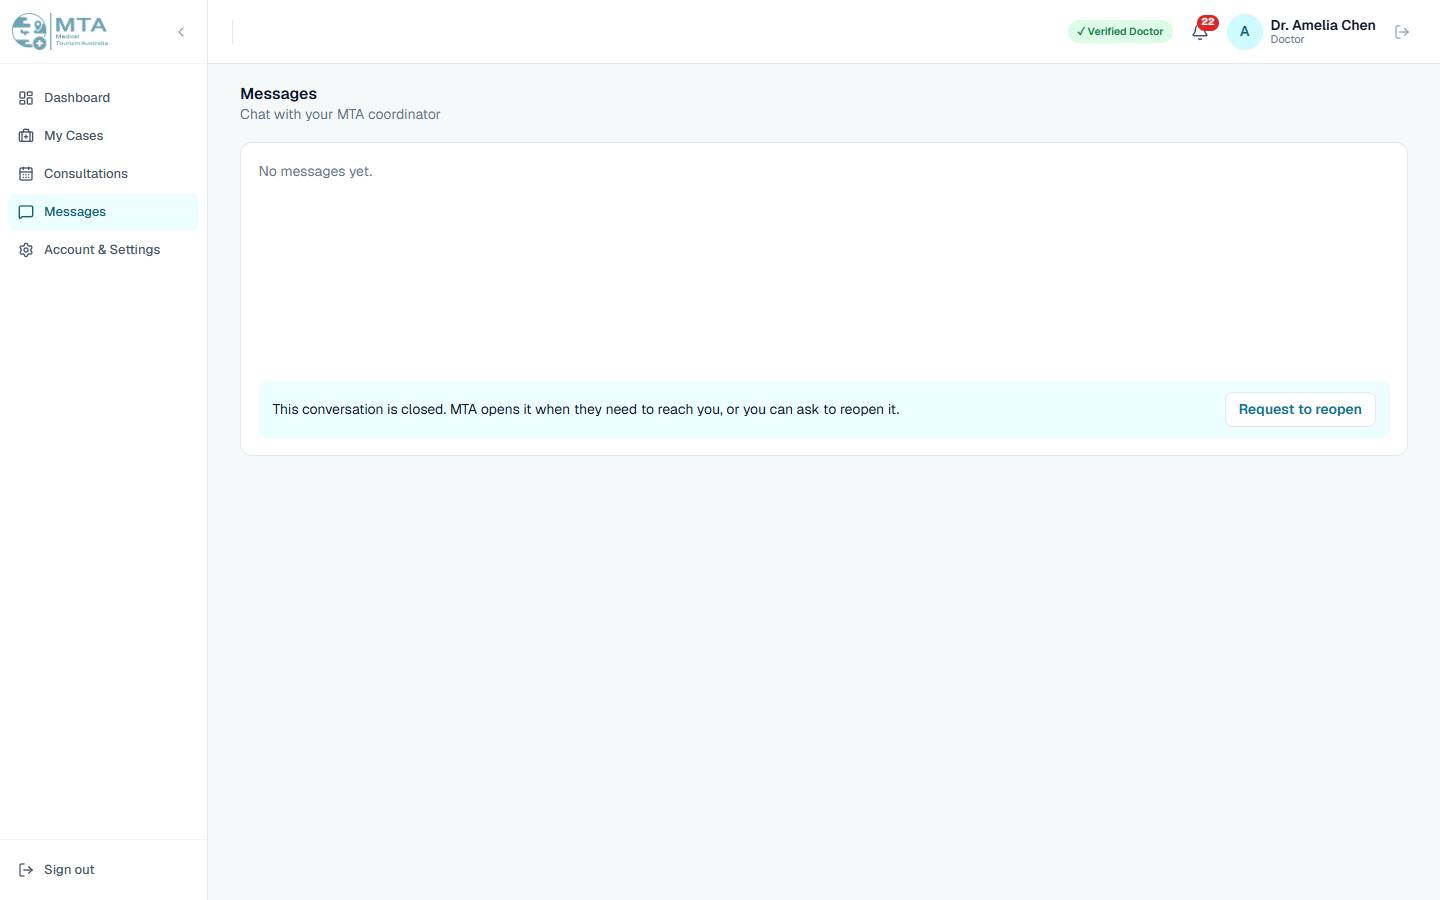 MTA
Medical
Tourism Australia
✓ Verified Doctor
22
A
Dr. Amelia Chen
Doctor
Dashboard
My Cases
Consultations
Messages
Account & Settings
Sign out
Messages
Chat with your MTA coordinator
No messages yet.
This conversation is closed. MTA opens it when they need to reach you, or you can ask to reopen it.
Request to reopen